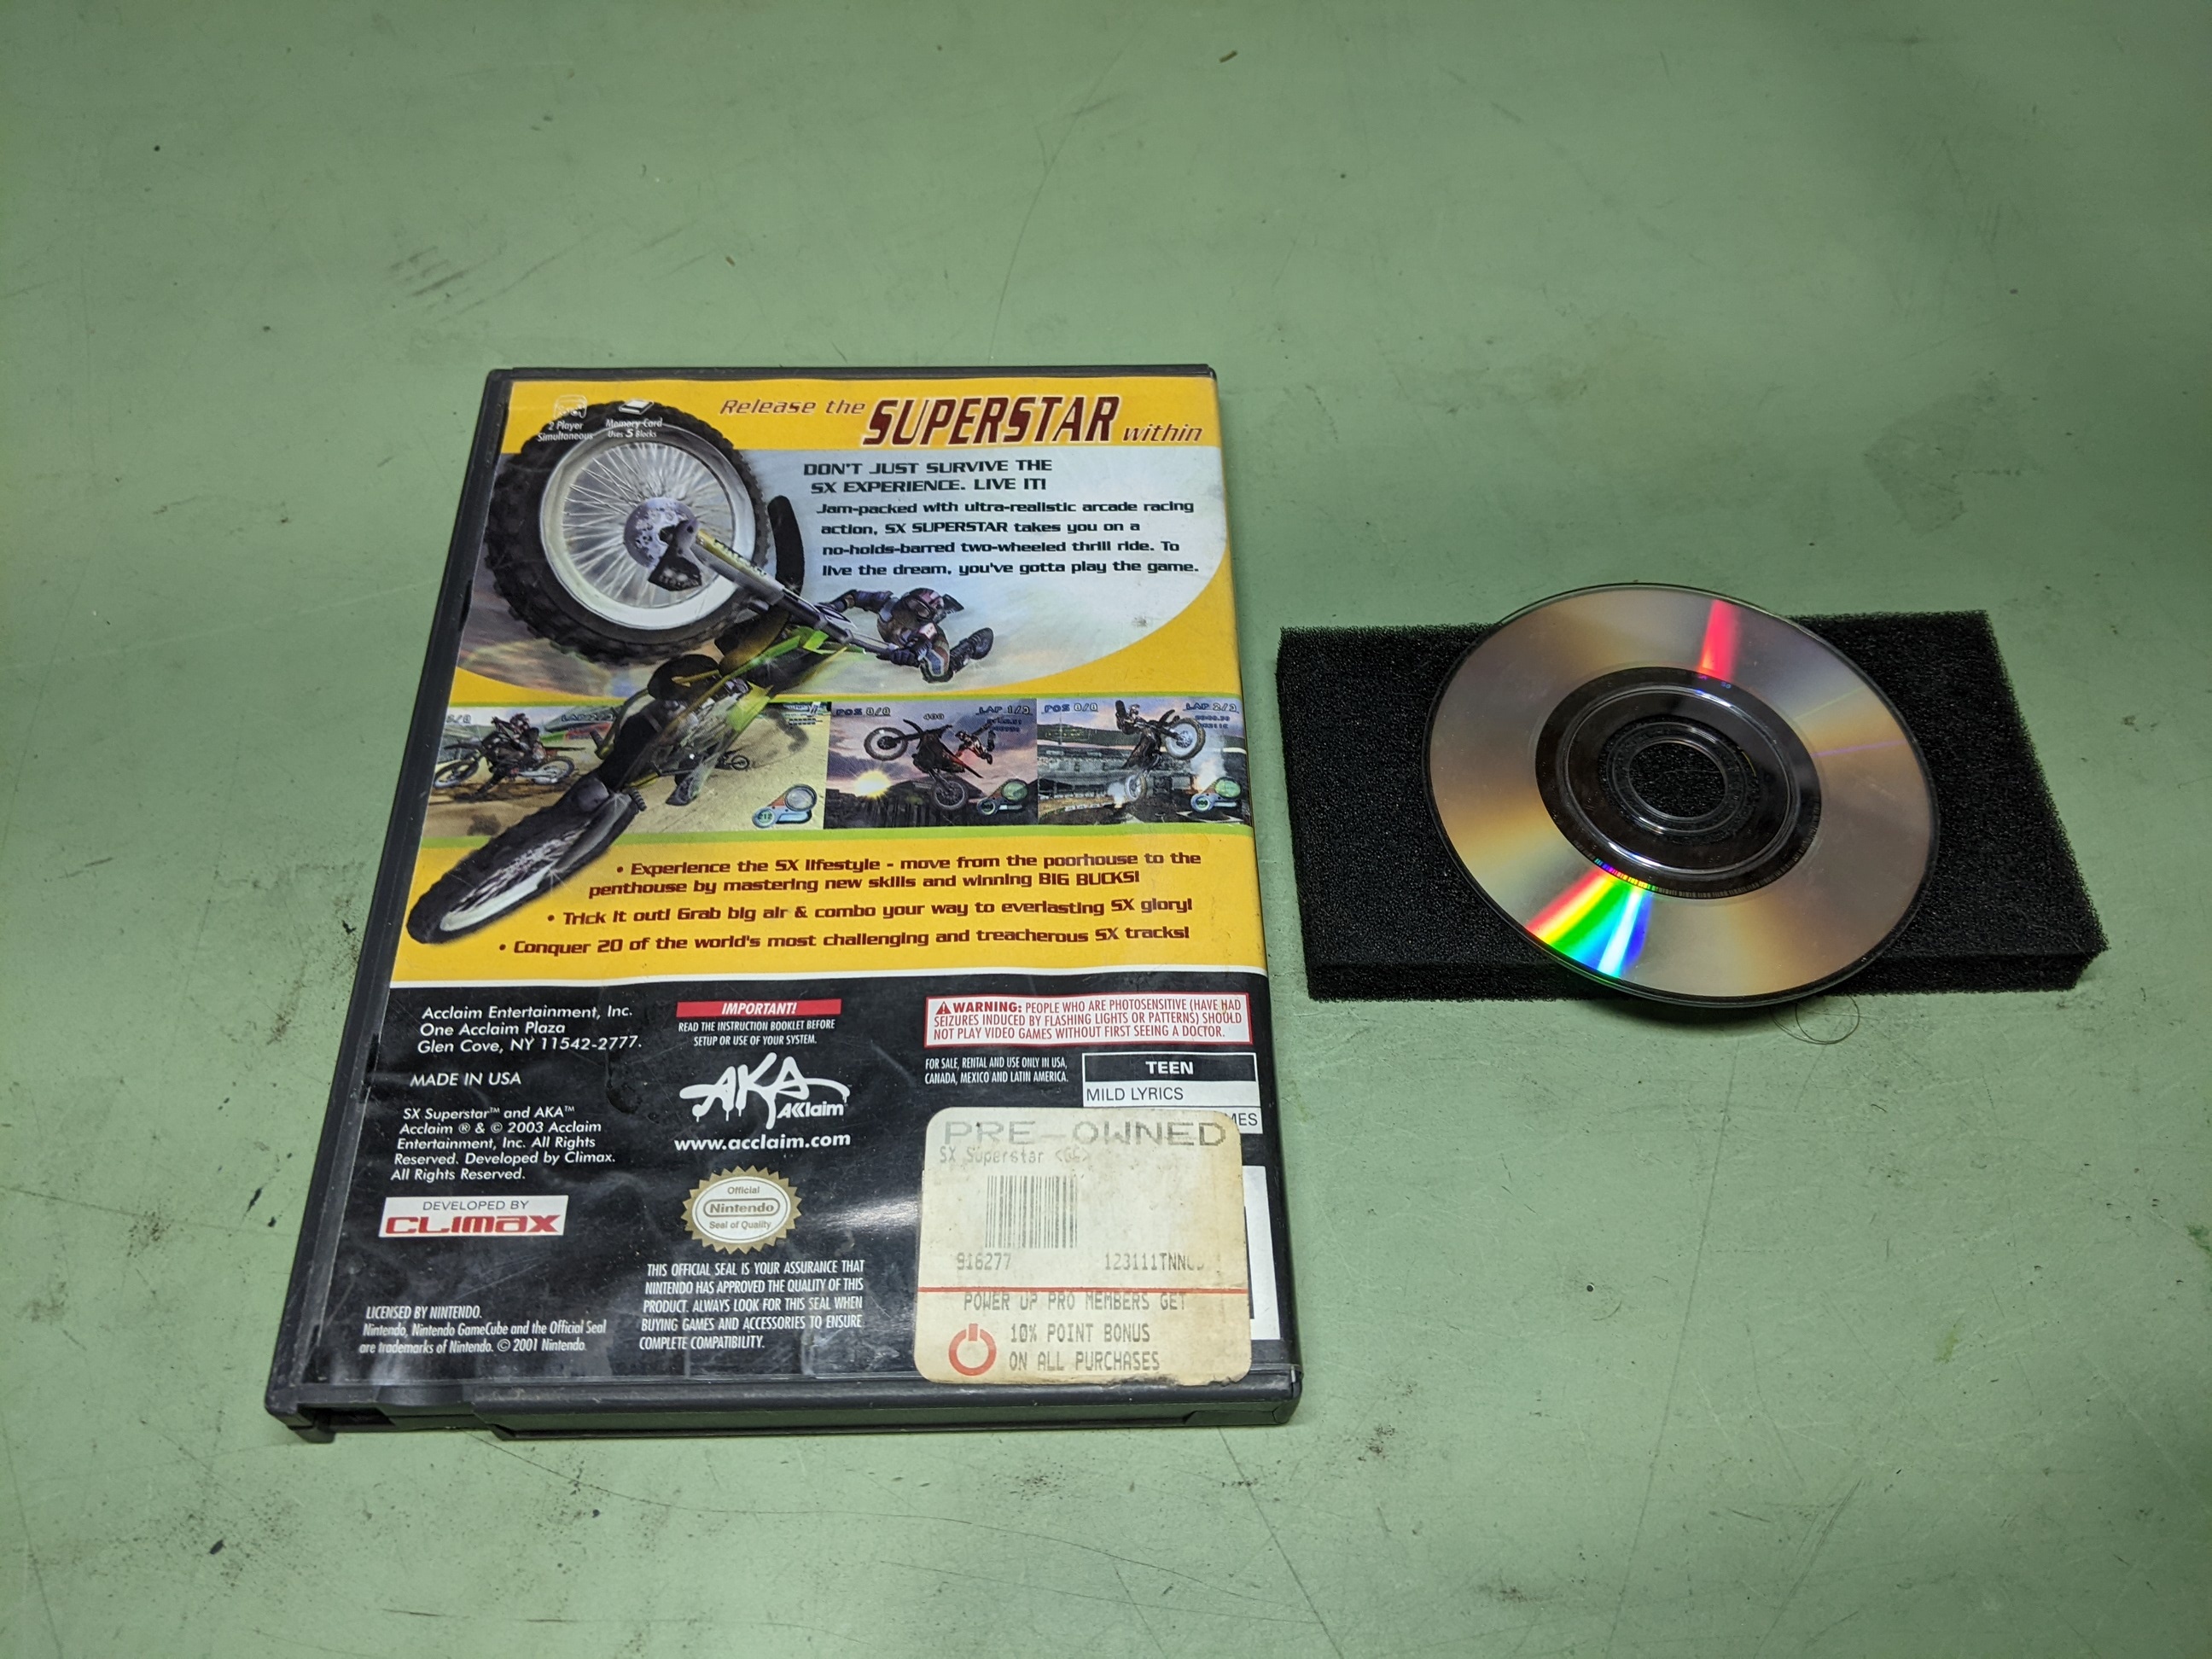 2 Player
Simultaneous
Memory Card
Uses 5 Blocks
Release the SUPERSTAR within
DON'T JUST SURVIVE THE
SX EXPERIENCE. LIVE IT!
Jam-packed with ultra-realistic arcade racing
action, SX SUPERSTAR takes you on a
no-holds-barred two-wheeled thrill ride. To
live the dream, you've gotta play the game.
LAP 2/3
POS 8/8
400
LAP 1/3
POS 8/8
LAP 2/3
• Experience the SX lifestyle - move from the poorhouse to the
penthouse by mastering new skills and winning BIG BUCKS!
• Trick it out! Grab big air & combo your way to everlasting SX glory!
• Conquer 20 of the world's most challenging and treacherous SX tracks!
Acclaim Entertainment, Inc.
One Acclaim Plaza
Glen Cove, NY 11542-2777.
MADE IN USA
SX Superstar™ and AKA™
Acclaim ® & © 2003 Acclaim
Entertainment, Inc. All Rights
Reserved. Developed by Climax.
All Rights Reserved.
DEVELOPED BY
CLIMAX
LICENSED BY NINTENDO.
Nintendo, Nintendo GameCube and the Official Seal
are trademarks of Nintendo. © 2001 Nintendo.
IMPORTANT!
READ THE INSTRUCTION BOOKLET BEFORE
SETUP OR USE OF YOUR SYSTEM.
AKA
Acclaim
www.acclaim.com
Official
Nintendo
Seal of Quality
THIS OFFICIAL SEAL IS YOUR ASSURANCE THAT
NINTENDO HAS APPROVED THE QUALITY OF THIS
PRODUCT. ALWAYS LOOK FOR THIS SEAL WHEN
BUYING GAMES AND ACCESSORIES TO ENSURE
COMPLETE COMPATIBILITY.
WARNING: PEOPLE WHO ARE PHOTOSENSITIVE (HAVE HAD
SEIZURES INDUCED BY FLASHING LIGHTS OR PATTERNS) SHOULD
NOT PLAY VIDEO GAMES WITHOUT FIRST SEEING A DOCTOR.
FOR SALE, RENTAL AND USE ONLY IN USA,
CANADA, MEXICO AND LATIN AMERICA.
TEEN
MILD LYRICS
PRE-OWNED
SX Superstar <GC>
918277 123111TNN
POWER UP PRO MEMBERS GET
10% POINT BONUS
ON ALL PURCHASES